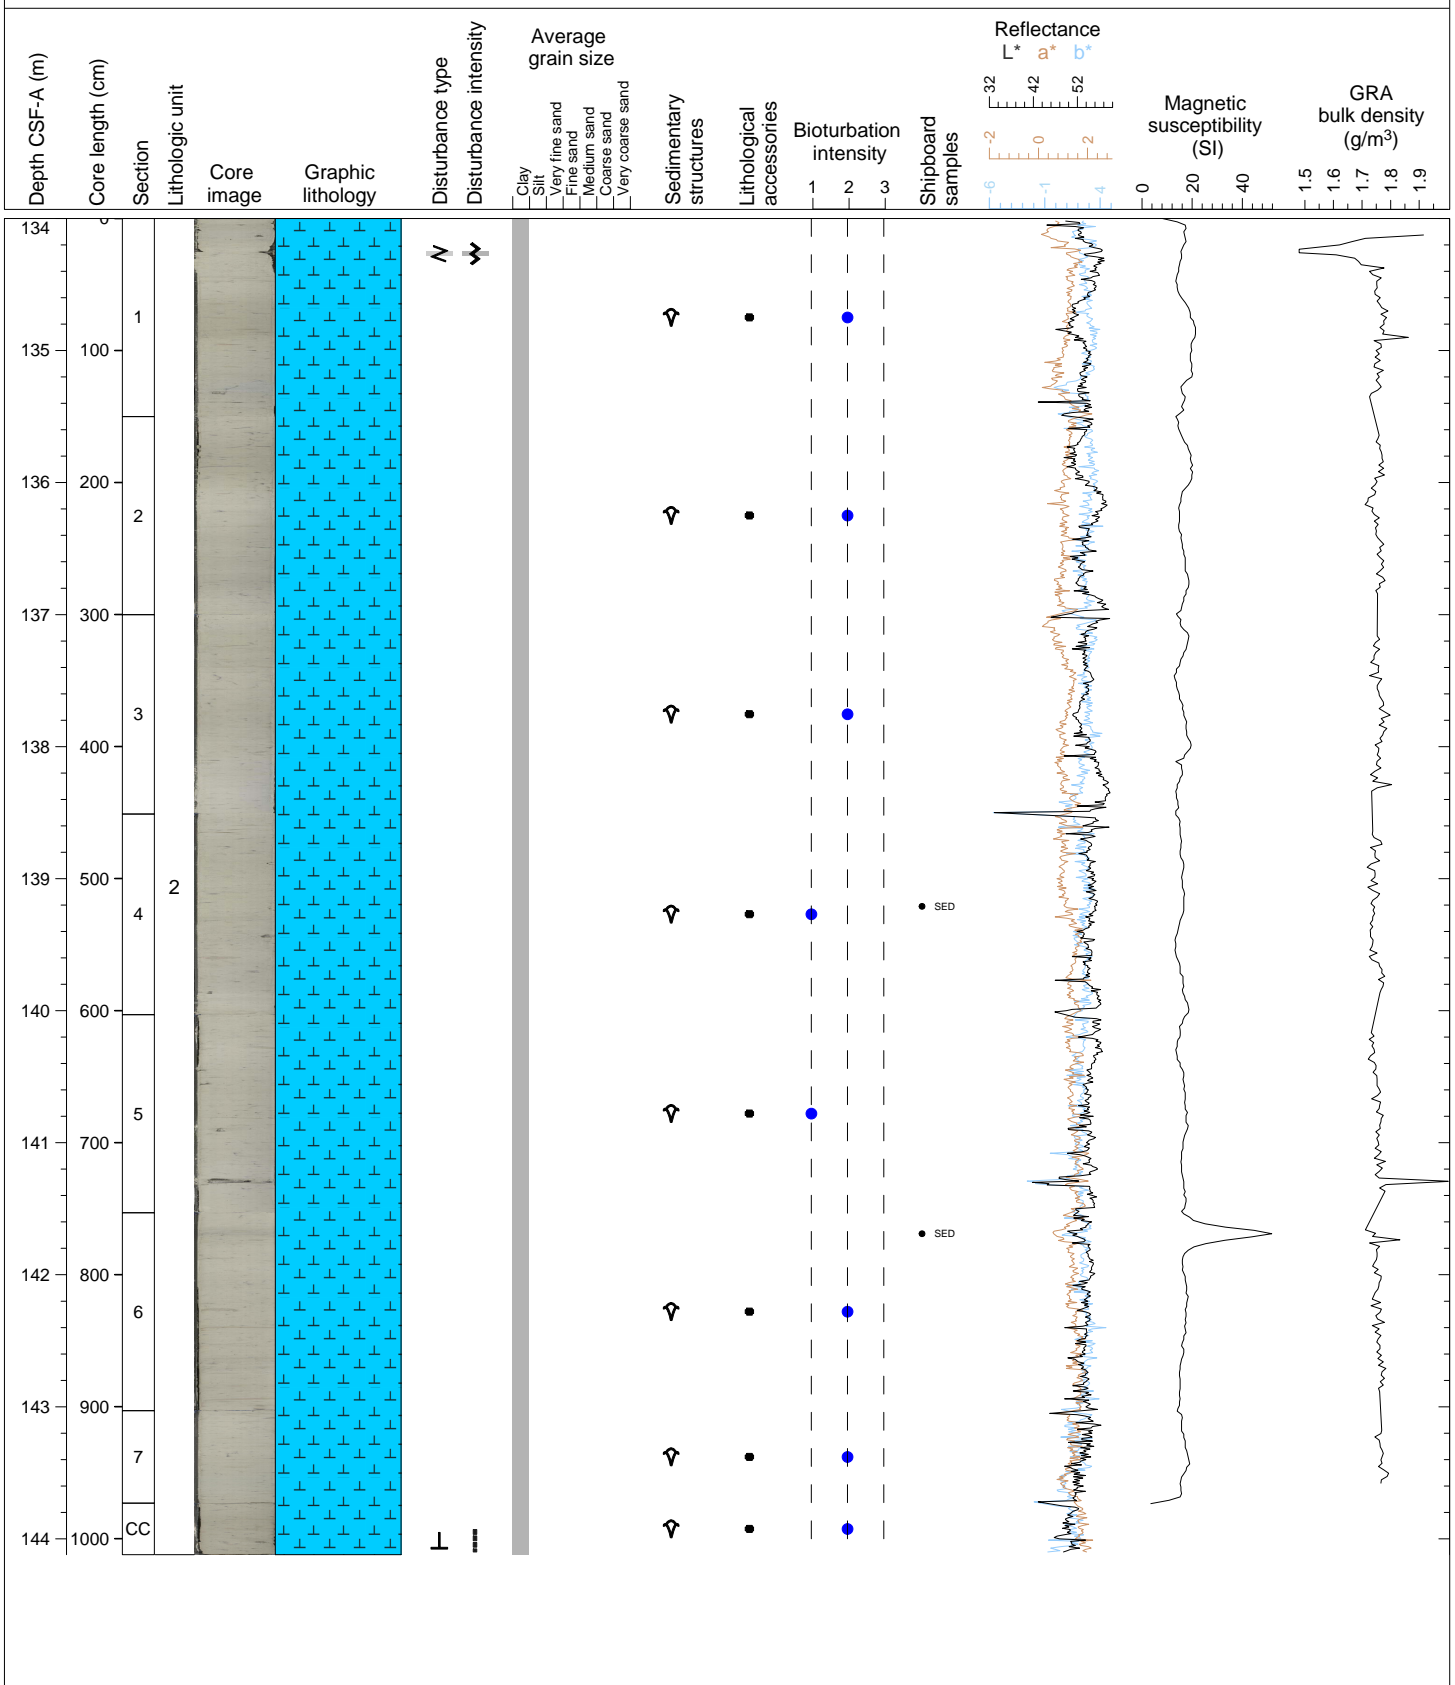 Depth CSF-A (m)
Core length (cm)
Section
Lithologic unit
Core
image
Graphic
lithology
Disturbance type
Disturbance intensity
Average
grain size
Clay
Silt
Very fine sand
Fine sand
Medium sand
Coarse sand
Very coarse sand
Sedimentary
structures
Lithological
accessories
Bioturbation
intensity
1 2 3
Shipboard
samples
Reflectance
L* a* b*
32 42 52
-2 0 2
-6 -1 4
Magnetic
susceptibility
(SI)
0 20 40
GRA
bulk density
(g/m3)
1.5 1.6 1.7 1.8 1.9
134 0
1
135 100
136 200
2
137 300
3
138 400
139 500
2
4
SED
140 600
5
141 700
SED
142 800
6
143 900
7
CC
144 1000